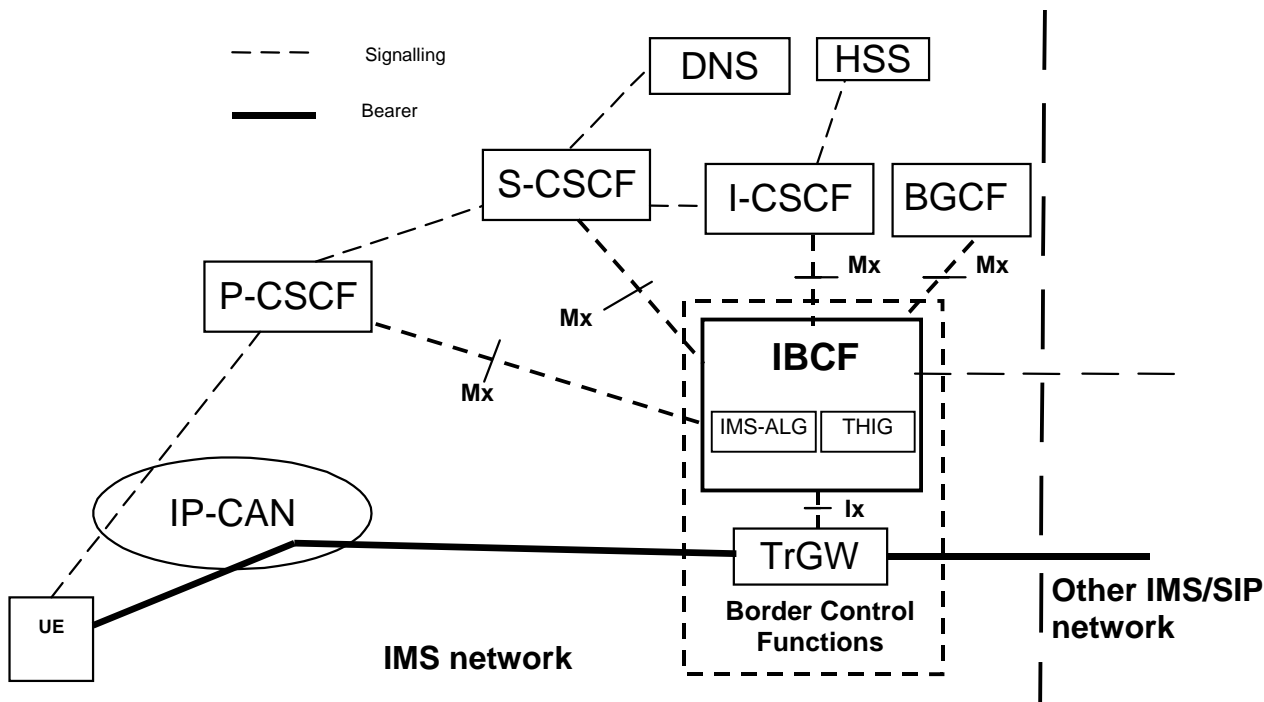 Signalling
Bearer
DNS
HSS
S-CSCF
I-CSCF
BGCF
P-CSCF
Mx
Mx
Mx
Mx
IBCF
IMS-ALG
THIG
Ix
IP-CAN
TrGW
UE
Border Control
Functions
Other IMS/SIP
network
IMS network